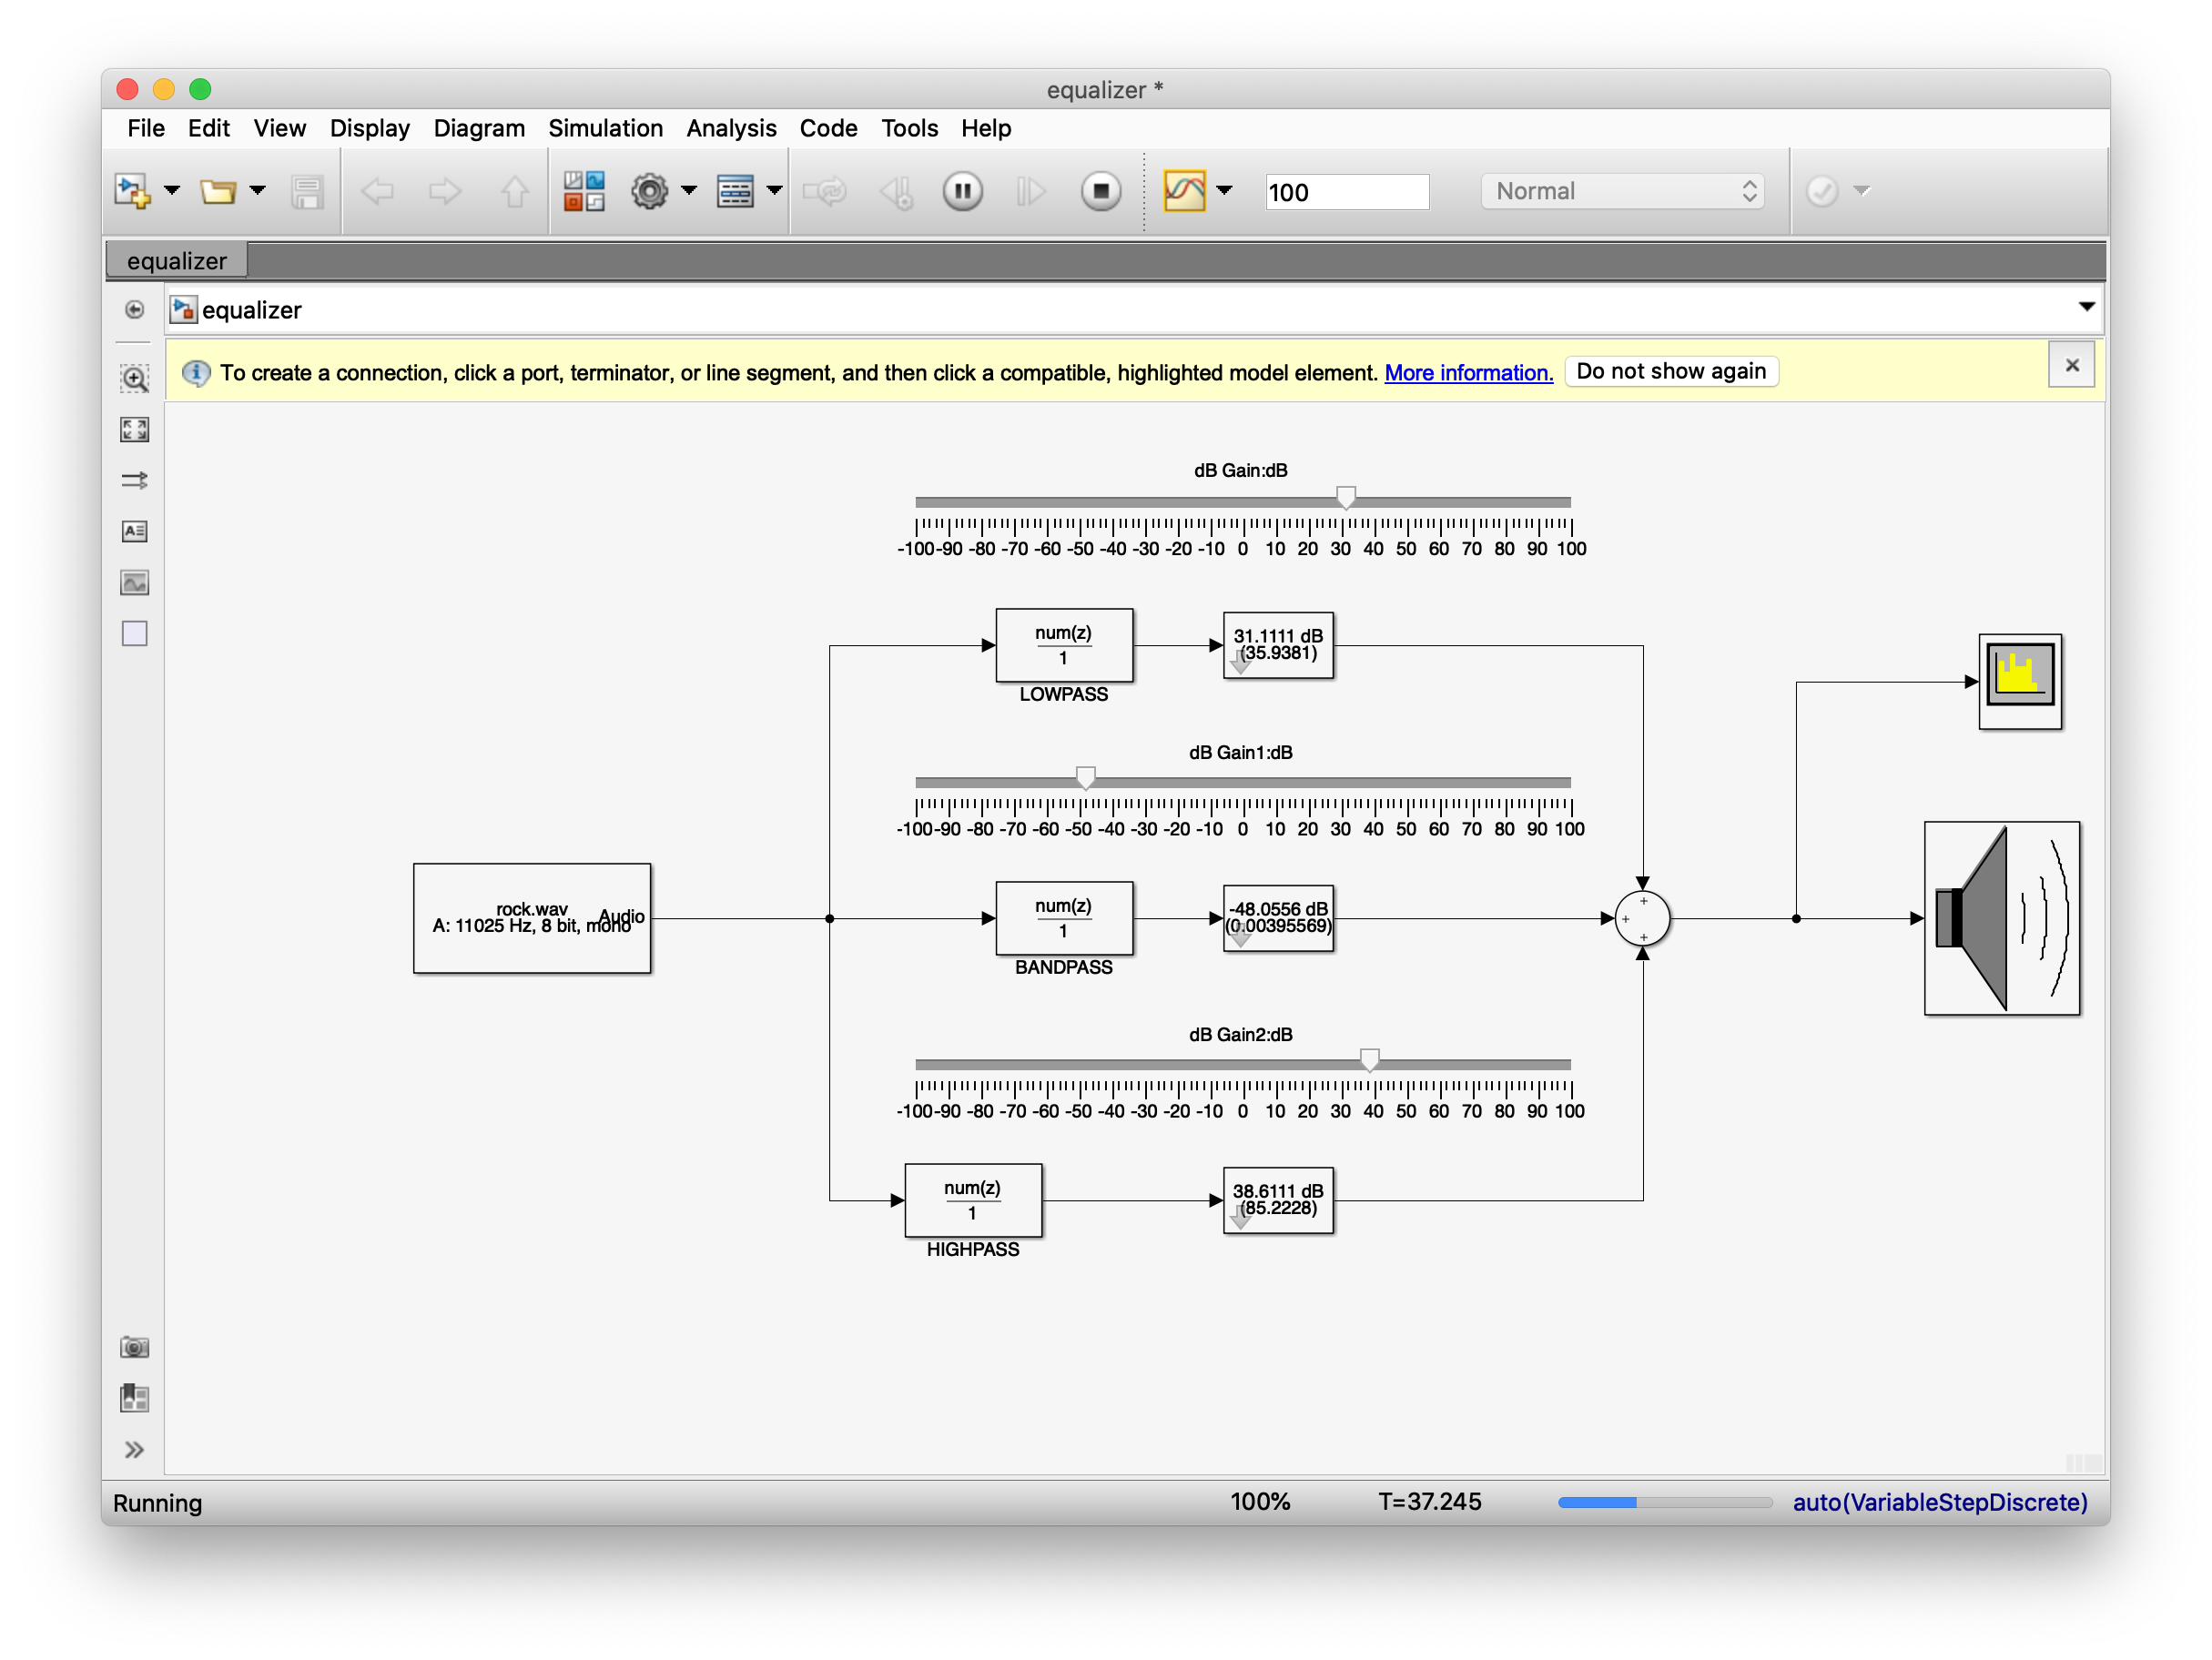 equalizer *
File Edit View Display Diagram Simulation Analysis Code Tools Help
100
Normal
equalizer
equalizer
To create a connection, click a port, terminator, or line segment, and then click a compatible, highlighted model element. More information. Do not show again
dB Gain:dB
-100 -90 -80 -70 -60 -50 -40 -30 -20 -10 0 10 20 30 40 50 60 70 80 90 100
num(z)
1
LOWPASS
31.1111 dB
(35.9381)
dB Gain1:dB
-100 -90 -80 -70 -60 -50 -40 -30 -20 -10 0 10 20 30 40 50 60 70 80 90 100
rock.wav
A: 11025 Hz, 8 bit, mono
Audio
num(z)
1
BANDPASS
-48.0556 dB
(0.00395569)
+
+
+
dB Gain2:dB
-100 -90 -80 -70 -60 -50 -40 -30 -20 -10 0 10 20 30 40 50 60 70 80 90 100
num(z)
1
HIGHPASS
38.6111 dB
(85.2228)
Running 100% T=37.245 auto(VariableStepDiscrete)